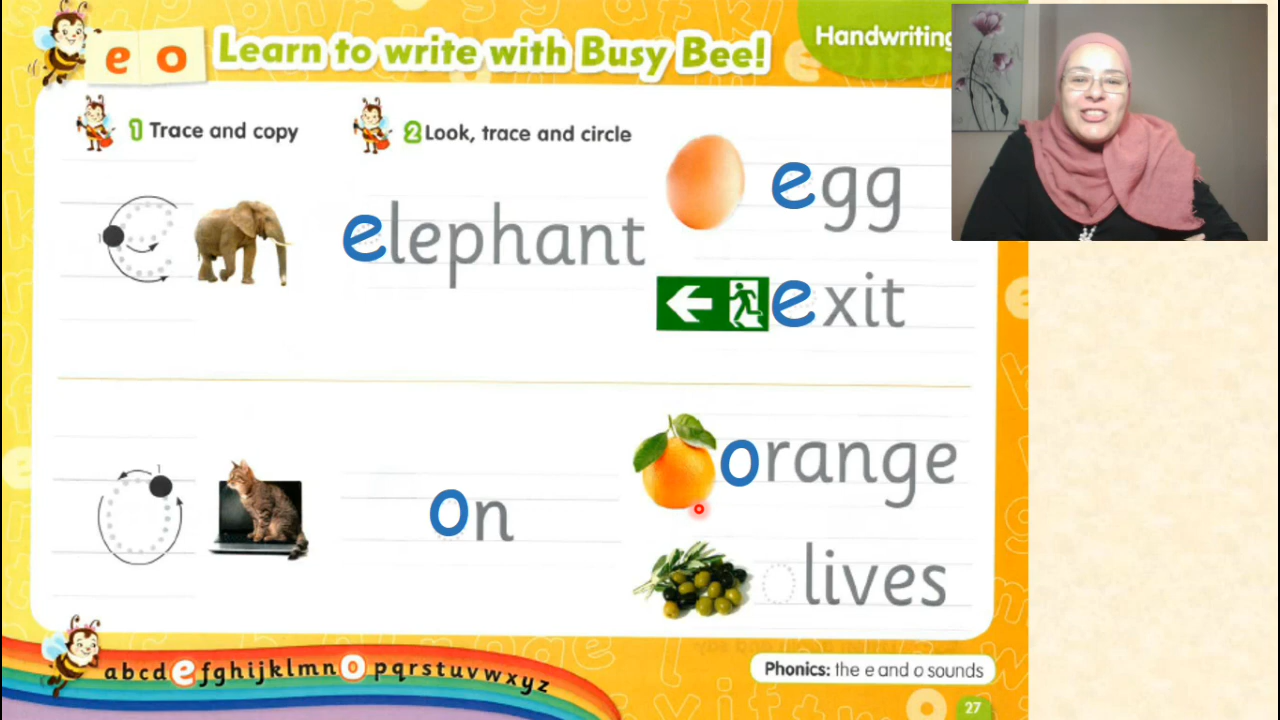 e o
Learn to write with Busy Bee!
Handwriting
1 Trace and copy
2 Look, trace and circle
e
elephant
egg
exit
o
on
orange
olives
abcdefghijklmnopqrstuvwxyz
Phonics: the e and o sounds
27